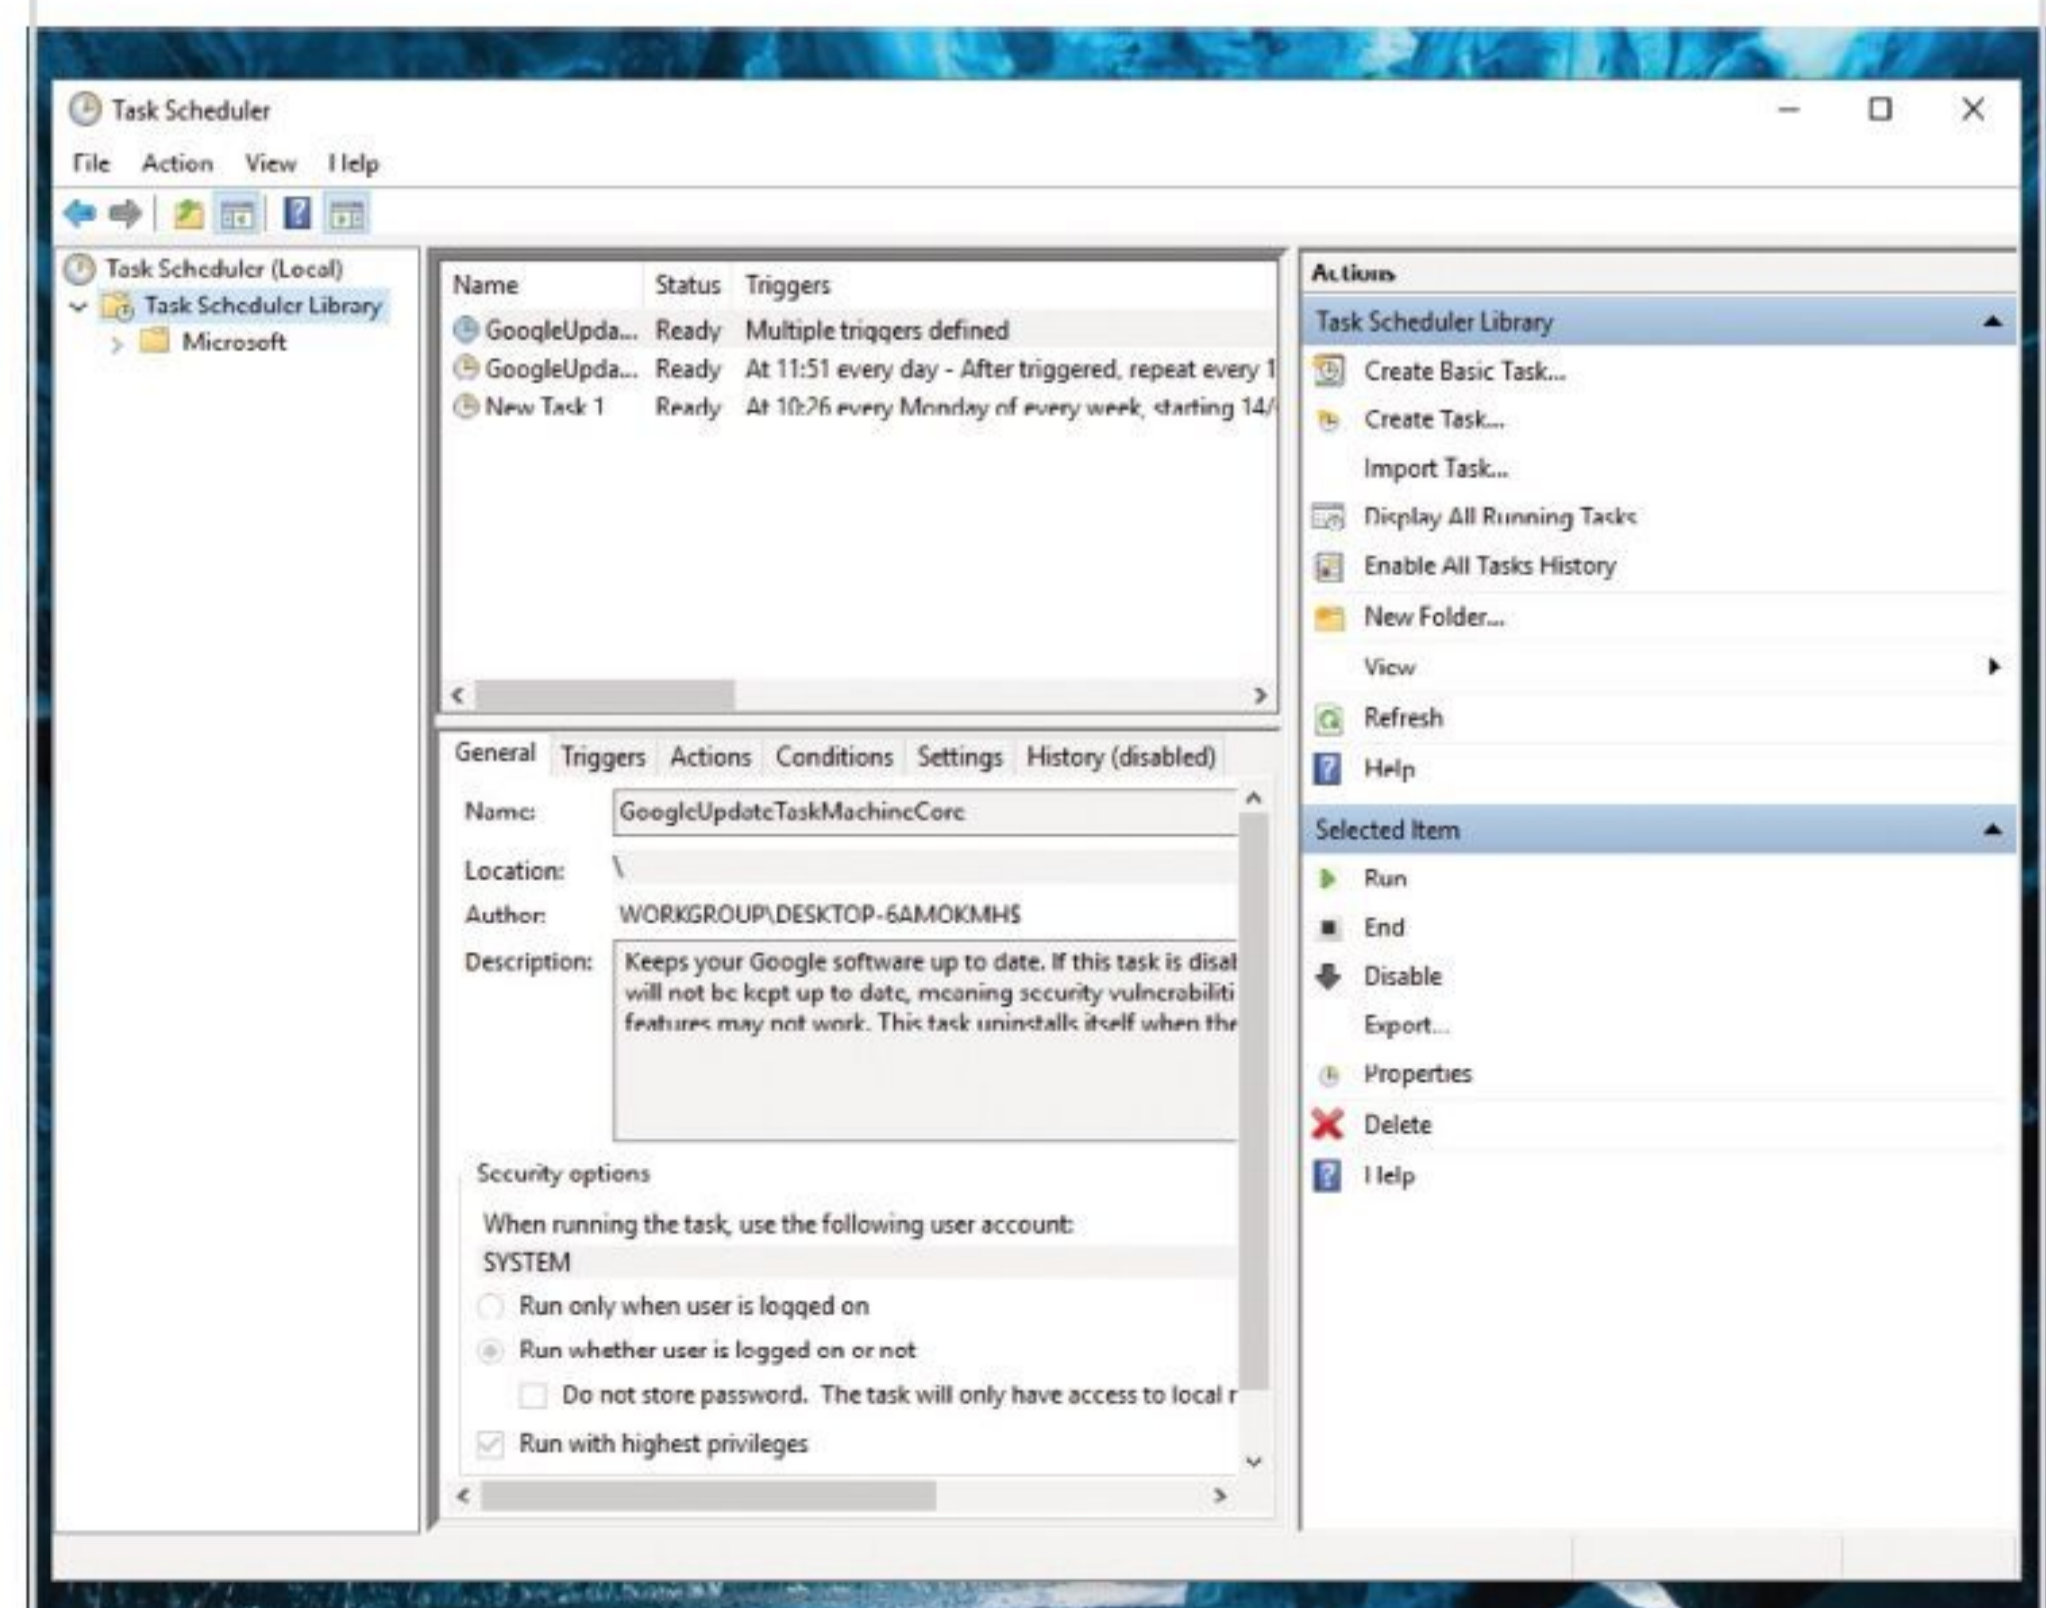 Task Scheduler
File Action View Help
Task Scheduler (Local)
Task Scheduler Library
Microsoft
Name Status Triggers
GoogleUpda... Ready Multiple triggers defined
GoogleUpda... Ready At 11:51 every day - After triggered, repeat every 1
New Task 1 Ready At 10:26 every Monday of every week, starting 14/
General Triggers Actions Conditions Settings History (disabled)
Name: GoogleUpdateTaskMachineCore
Location: \
Author: WORKGROUP\DESKTOP-6AMOKMH$
Description: Keeps your Google software up to date. If this task is disab
will not be kept up to date, meaning security vulnerabiliti
features may not work. This task uninstalls itself when the
Security options
When running the task, use the following user account:
SYSTEM
Run only when user is logged on
Run whether user is logged on or not
Do not store password. The task will only have access to local r
Run with highest privileges
Actions
Task Scheduler Library
Create Basic Task...
Create Task...
Import Task...
Display All Running Tasks
Enable All Tasks History
New Folder...
View
Refresh
Help
Selected Item
Run
End
Disable
Export...
Properties
Delete
Help